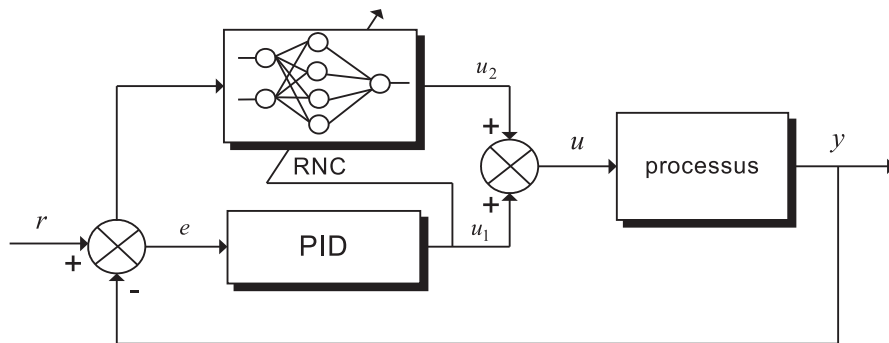 u2
+
u
processus
y
RNC
+
r
+
e
PID
u1
-